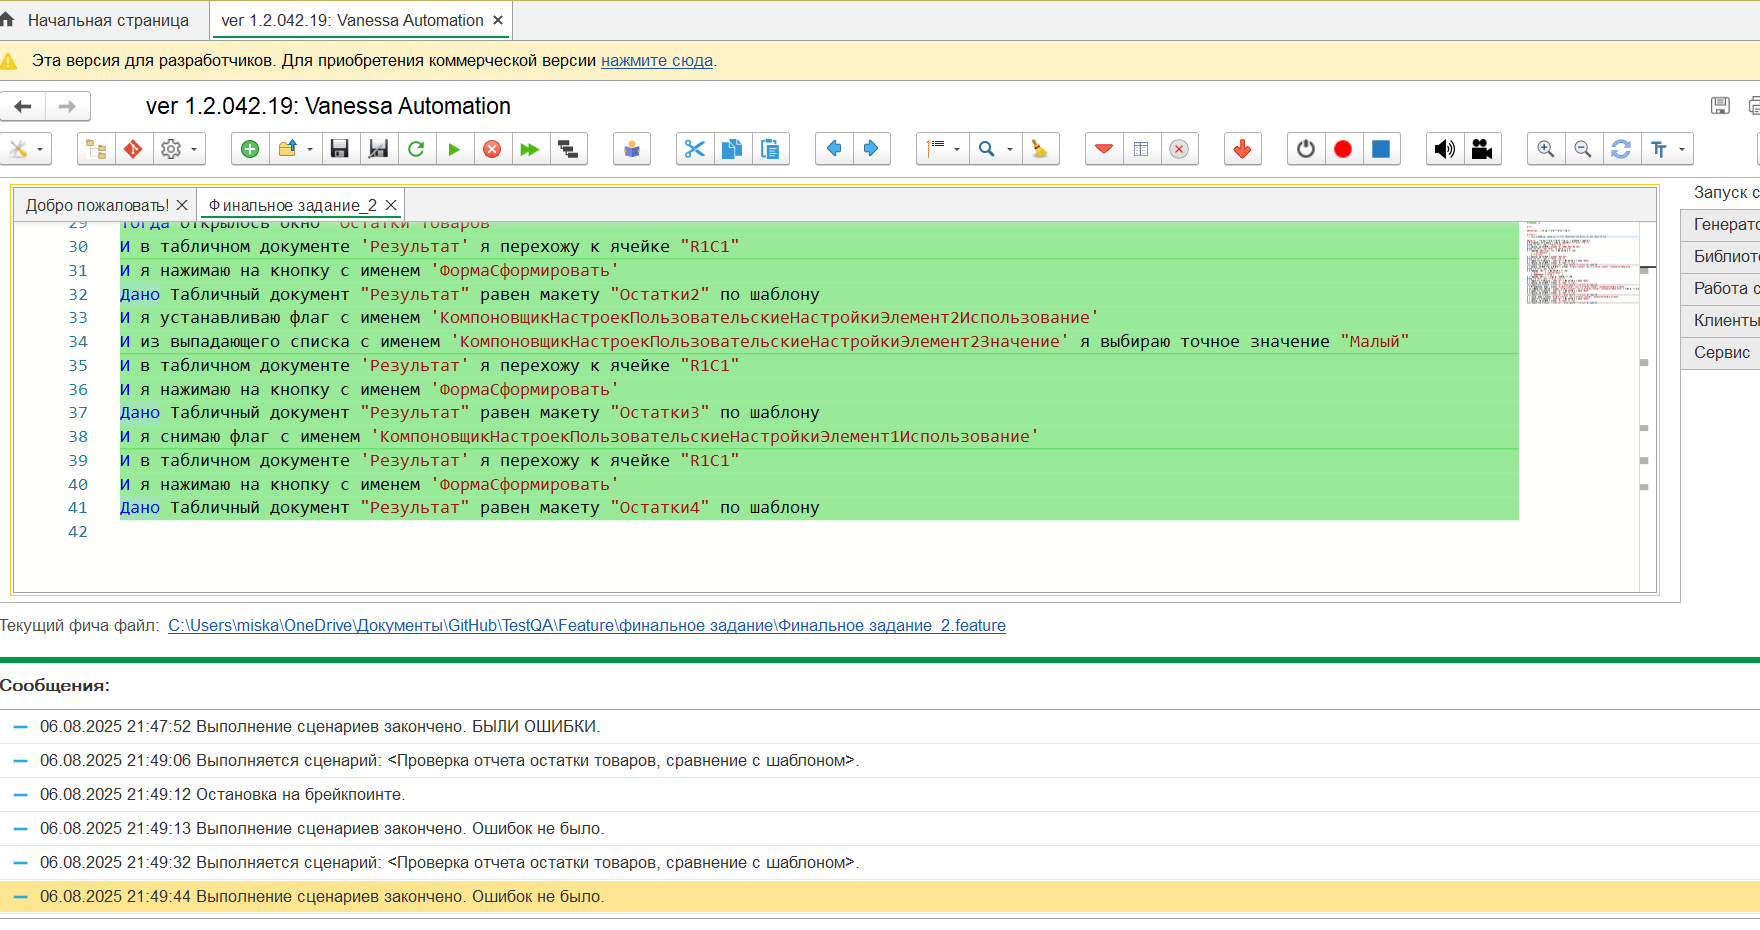 Начальная страница
ver 1.2.042.19: Vanessa Automation
Эта версия для разработчиков. Для приобретения коммерческой версии нажмите сюда.
ver 1.2.042.19: Vanessa Automation
Тт
Добро пожаловать!
Финальное задание_2
29 Тогда открылось окно 'Остатки товаров'
30 И в табличном документе 'Результат' я перехожу к ячейке "R1C1"
31 И я нажимаю на кнопку с именем 'ФормаСформировать'
32 Дано Табличный документ "Результат" равен макету "Остатки2" по шаблону
33 И я устанавливаю флаг с именем 'КомпоновщикНастроекПользовательскиеНастройкиЭлемент2Использование'
34 И из выпадающего списка с именем 'КомпоновщикНастроекПользовательскиеНастройкиЭлемент2Значение' я выбираю точное значение "Малый"
35 И в табличном документе 'Результат' я перехожу к ячейке "R1C1"
36 И я нажимаю на кнопку с именем 'ФормаСформировать'
37 Дано Табличный документ "Результат" равен макету "Остатки3" по шаблону
38 И я снимаю флаг с именем 'КомпоновщикНастроекПользовательскиеНастройкиЭлемент1Использование'
39 И в табличном документе 'Результат' я перехожу к ячейке "R1C1"
40 И я нажимаю на кнопку с именем 'ФормаСформировать'
41 Дано Табличный документ "Результат" равен макету "Остатки4" по шаблону
42
Запуск с
Генерато
Библиоте
Работа с
Клиенты
Сервис
Текущий фича файл: C:\Users\miska\OneDrive\Документы\GitHub\TestQA\Feature\финальное задание\Финальное задание_2.feature
Сообщения:
06.08.2025 21:47:52 Выполнение сценариев закончено. БЫЛИ ОШИБКИ.
06.08.2025 21:49:06 Выполняется сценарий: <Проверка отчета остатки товаров, сравнение с шаблоном>.
06.08.2025 21:49:12 Остановка на брейкпоинте.
06.08.2025 21:49:13 Выполнение сценариев закончено. Ошибок не было.
06.08.2025 21:49:32 Выполняется сценарий: <Проверка отчета остатки товаров, сравнение с шаблоном>.
06.08.2025 21:49:44 Выполнение сценариев закончено. Ошибок не было.